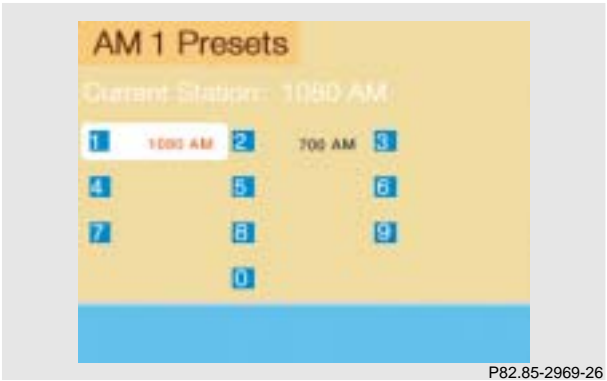 AM 1 Presets
Current Station: 1080 AM
1 1080 AM 2 700 AM 3
4 5 6
7 8 9
0
P82.85-2969-26